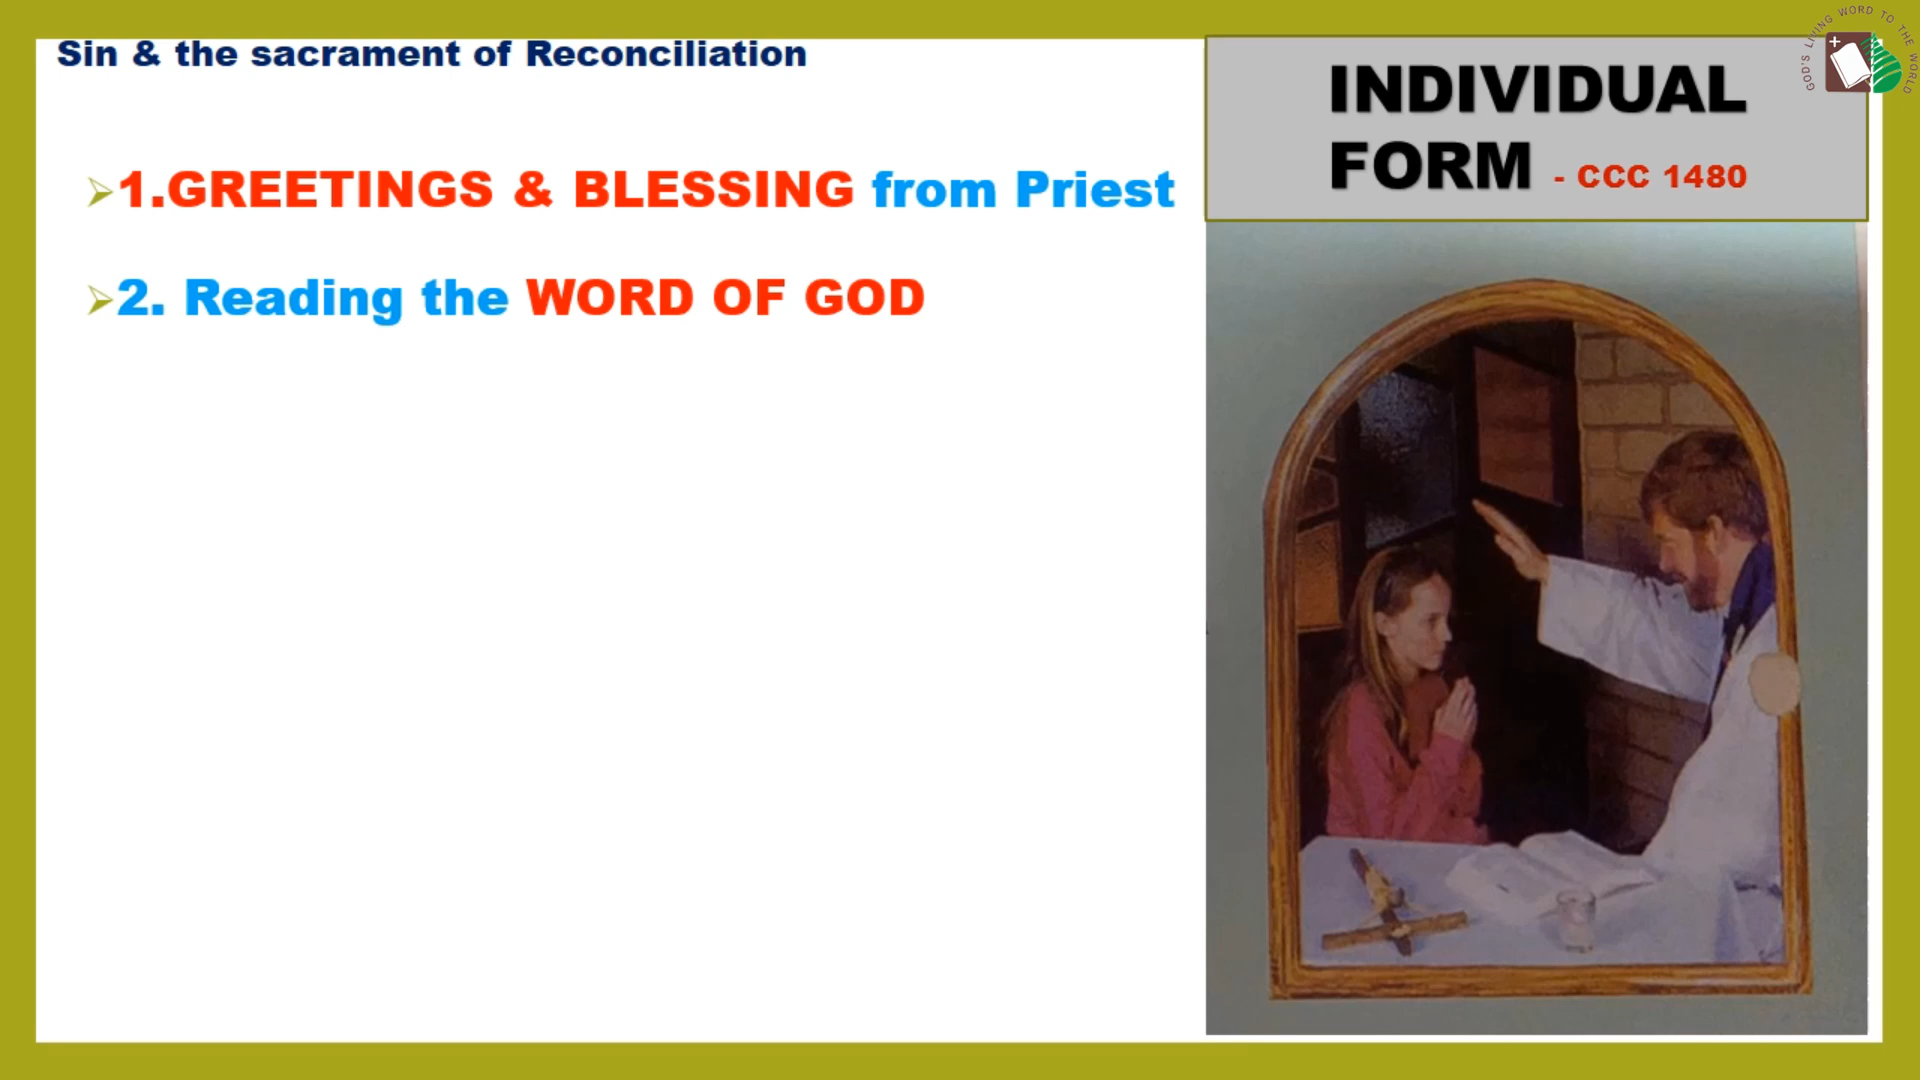 Sin & the sacrament of Reconciliation
1.GREETINGS & BLESSING from Priest
2. Reading the WORD OF GOD
INDIVIDUAL
FORM - CCC 1480
GOD'S LIVING WORD TO THE WORLD